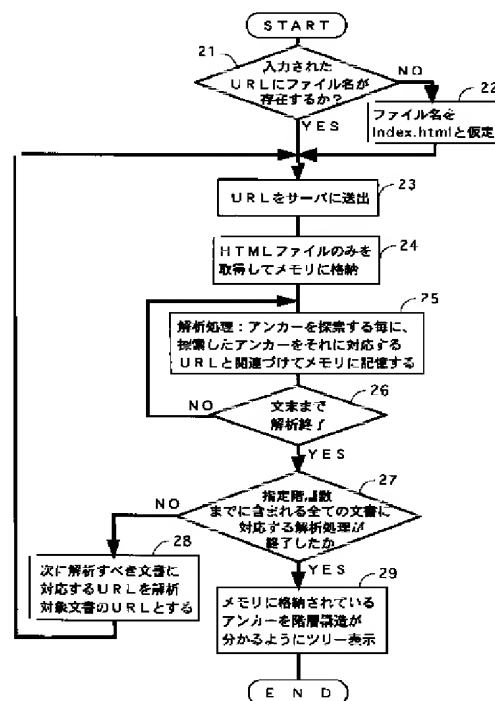 START
21
入力された
URLにファイル名が
存在するか?
NO
22
ファイル名を
Index.htmlと仮定
YES
23
URLをサーバに送出
24
HTMLファイルのみを
取得してメモリに格納
25
解析処理：アンカーを探索する毎に、
探索したアンカーをそれに対応する
URLと関連づけてメモリに記憶する
26
NO
文末まで
解析終了
YES
27
NO
指定階層数
までに含まれる全ての文書に
対応する解析処理が
終了したか
28
次に解析すべき文書に
対応するURLを解析
対象文書のURLとする
YES
29
メモリに格納されている
アンカーを階層構造が
分かるようにツリー表示
END